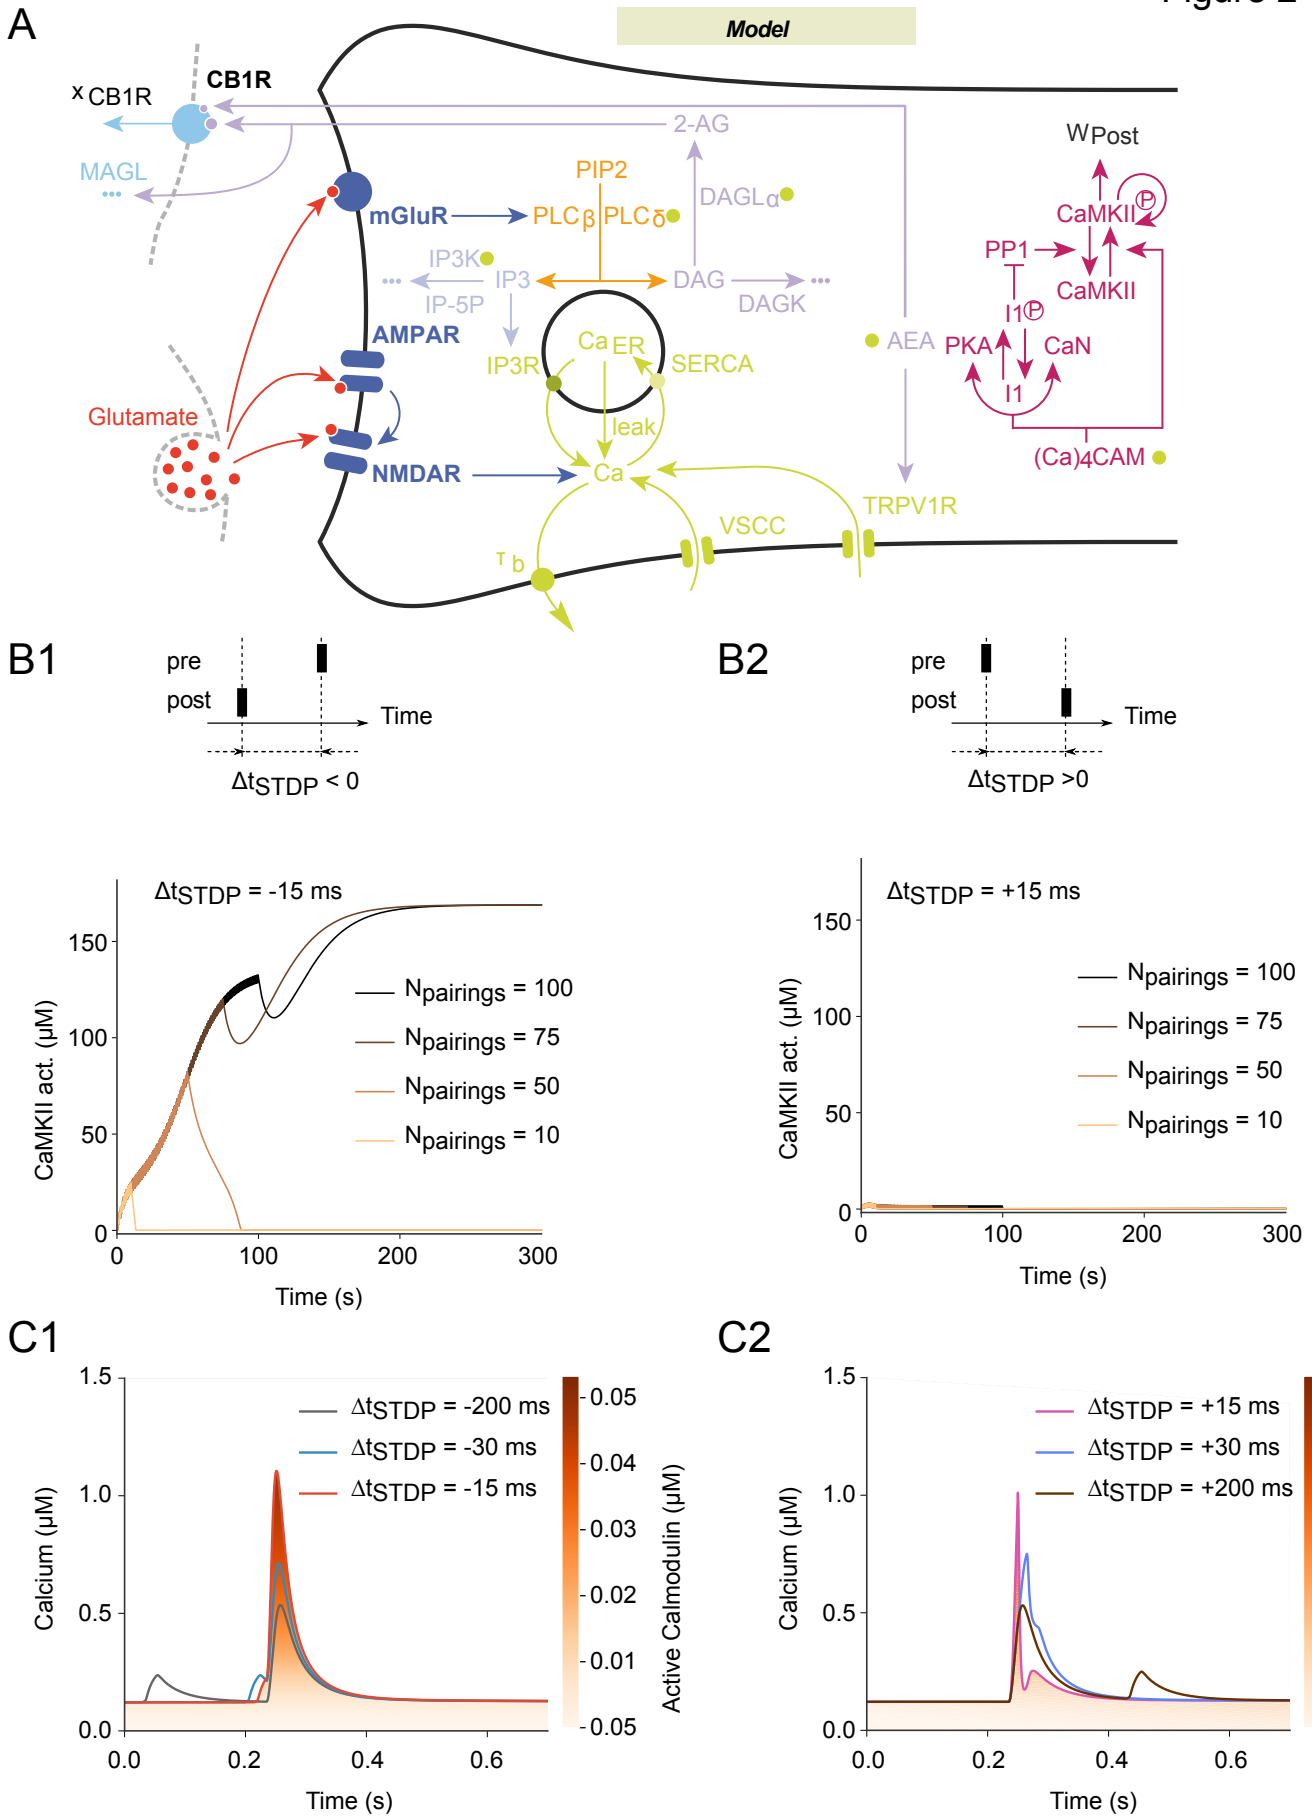 A
Model
CB1R
x CB1R
MAGL
•••
2-AG
PIP2
DAGLα
mGluR
PLCβ
PLCδ
IP3K
•••
IP3
IP-5P
DAG
DAGK
•••
AMPAR
IP3R
Ca ER
SERCA
leak
AEA
Glutamate
NMDAR
Ca
TRPV1R
VSCC
τ b
WPost
CaMKII P
PP1
CaMKII
I1 P
PKA
CaN
I1
(Ca)4CAM
B1
pre
post
Time
ΔtSTDP < 0
B2
pre
post
Time
ΔtSTDP >0
ΔtSTDP = -15 ms
150
100
50
0
CaMKII act. (μM)
Npairings = 100
Npairings = 75
Npairings = 50
Npairings = 10
0
100
200
300
Time (s)
ΔtSTDP = +15 ms
150
100
50
0
CaMKII act. (μM)
Npairings = 100
Npairings = 75
Npairings = 50
Npairings = 10
0
100
200
300
Time (s)
C1
1.5
1.0
0.5
0.0
Calcium (μM)
ΔtSTDP = -200 ms
ΔtSTDP = -30 ms
ΔtSTDP = -15 ms
0.05
0.04
0.03
0.02
0.01
0.05
Active Calmodulin (μM)
0.0
0.2
0.4
0.6
Time (s)
C2
1.5
1.0
0.5
0.0
Calcium (μM)
ΔtSTDP = +15 ms
ΔtSTDP = +30 ms
ΔtSTDP = +200 ms
0.0
0.2
0.4
0.6
Time (s)